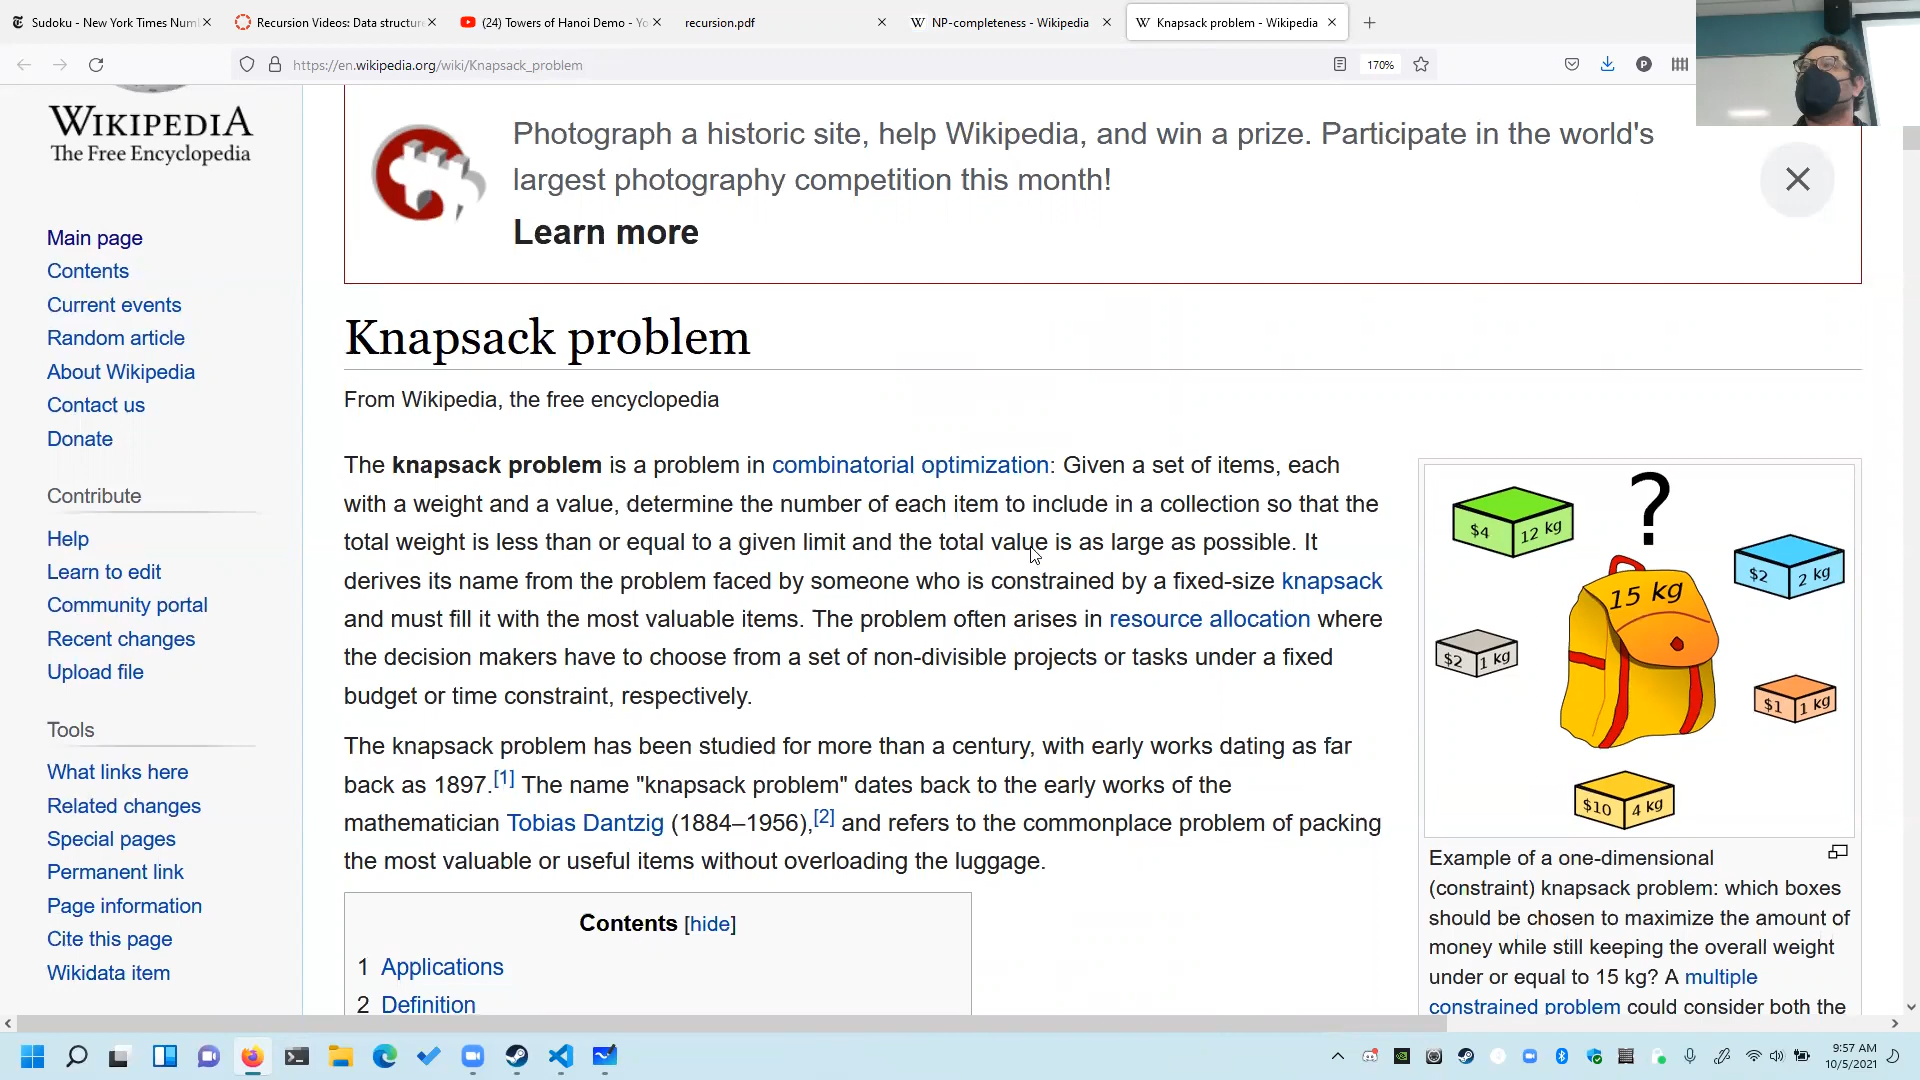 Sudoku - New York Times Num
Recursion Videos: Data structure
(24) Towers of Hanoi Demo - Yo
recursion.pdf
NP-completeness - Wikipedia
Knapsack problem - Wikipedia
https://en.wikipedia.org/wiki/Knapsack_problem
170%
WIKIPEDIA
The Free Encyclopedia
Main page
Contents
Current events
Random article
About Wikipedia
Contact us
Donate
Contribute
Help
Learn to edit
Community portal
Recent changes
Upload file
Tools
What links here
Related changes
Special pages
Permanent link
Page information
Cite this page
Wikidata item
Photograph a historic site, help Wikipedia, and win a prize. Participate in the world's
largest photography competition this month!
Learn more
Knapsack problem
From Wikipedia, the free encyclopedia
The knapsack problem is a problem in combinatorial optimization: Given a set of items, each
with a weight and a value, determine the number of each item to include in a collection so that the
total weight is less than or equal to a given limit and the total value is as large as possible. It
derives its name from the problem faced by someone who is constrained by a fixed-size knapsack
and must fill it with the most valuable items. The problem often arises in resource allocation where
the decision makers have to choose from a set of non-divisible projects or tasks under a fixed
budget or time constraint, respectively.
The knapsack problem has been studied for more than a century, with early works dating as far
back as 1897.[1] The name "knapsack problem" dates back to the early works of the
mathematician Tobias Dantzig (1884–1956),[2] and refers to the commonplace problem of packing
the most valuable or useful items without overloading the luggage.
Contents [hide]
1 Applications
2 Definition
?
$4 12 kg
$2 2 kg
15 kg
$2 1 kg
$1 1 kg
$10 4 kg
Example of a one-dimensional
(constraint) knapsack problem: which boxes
should be chosen to maximize the amount of
money while still keeping the overall weight
under or equal to 15 kg? A multiple
constrained problem could consider both the
9:57 AM
10/5/2021